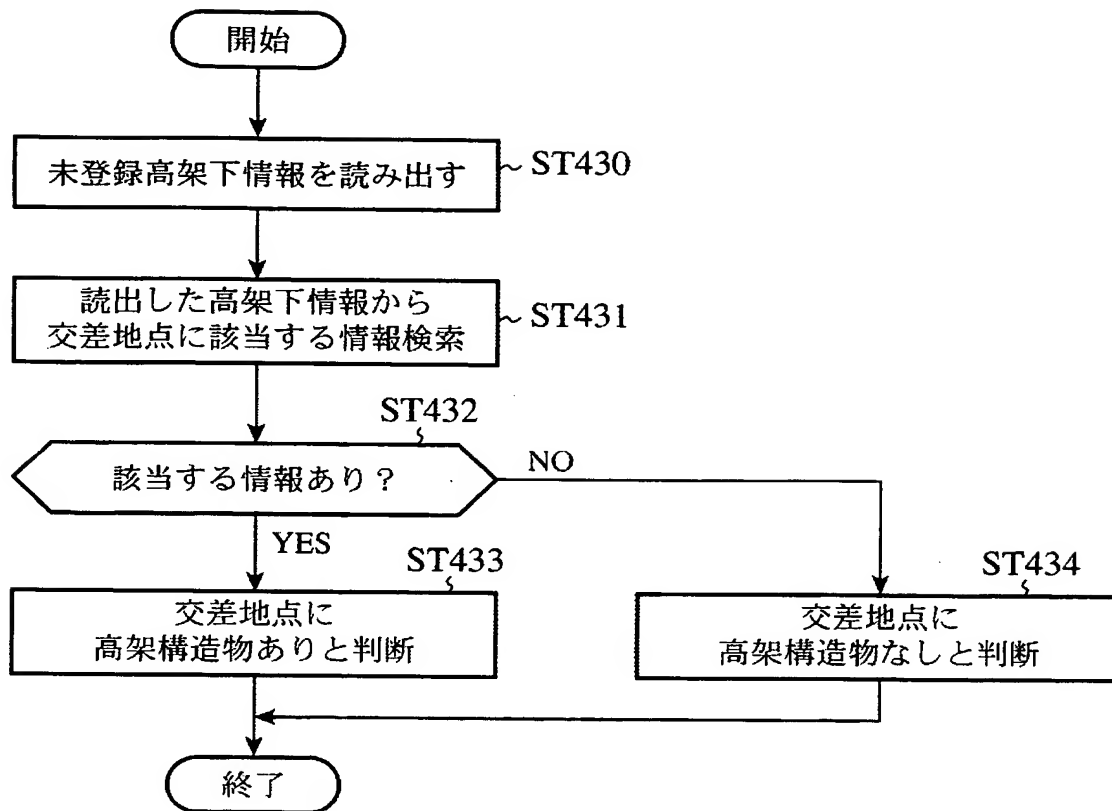 開始
未登録高架下情報を読み出す
ST430
読出した高架下情報から
交差地点に該当する情報検索
ST431
ST432
該当する情報あり？
NO
YES
ST433
交差地点に
高架構造物ありと判断
ST434
交差地点に
高架構造物なしと判断
終了